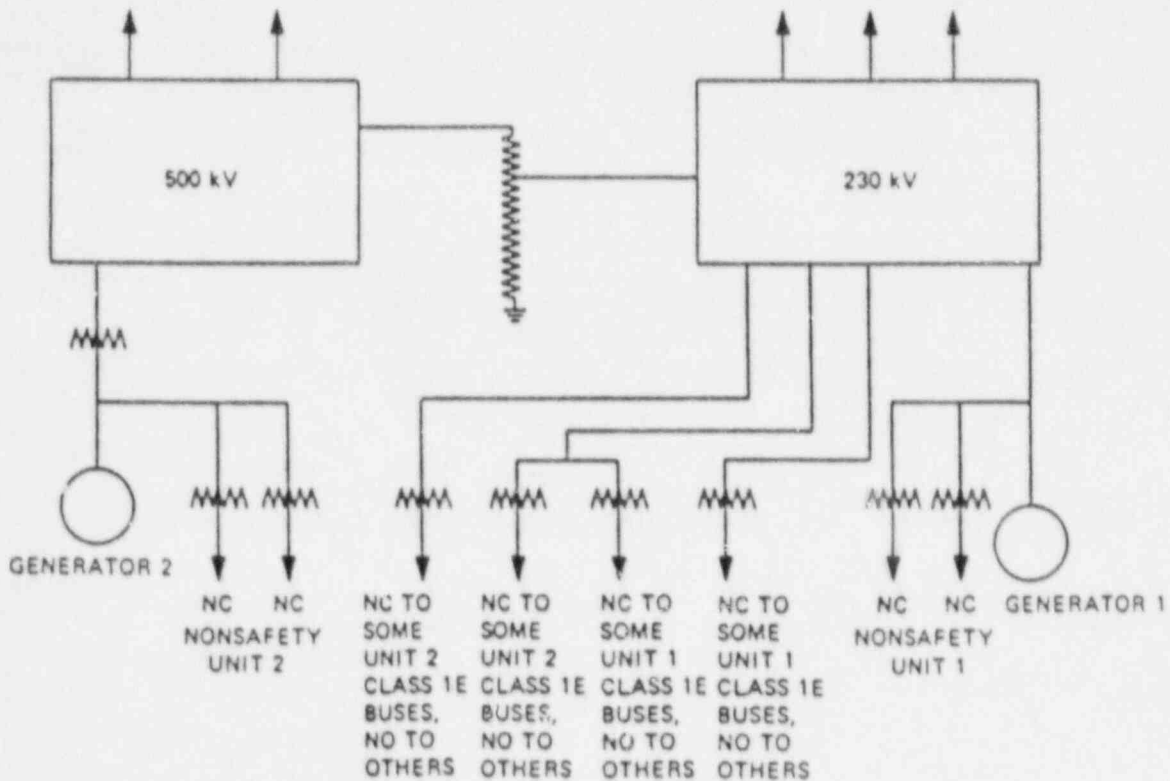 500 kV
230 kV
GENERATOR 2
NC
NC
NONSAFETY
UNIT 2
NC TO
SOME
UNIT 2
CLASS 1E
BUSES,
NO TO
OTHERS
NC TO
SOME
UNIT 2
CLASS 1E
BUSES,
NO TO
OTHERS
NC TO
SOME
UNIT 1
CLASS 1E
BUSES,
NO TO
OTHERS
NC TO
SOME
UNIT 1
CLASS 1E
BUSES,
NO TO
OTHERS
NC
NC
NONSAFETY
UNIT 1
GENERATOR 1